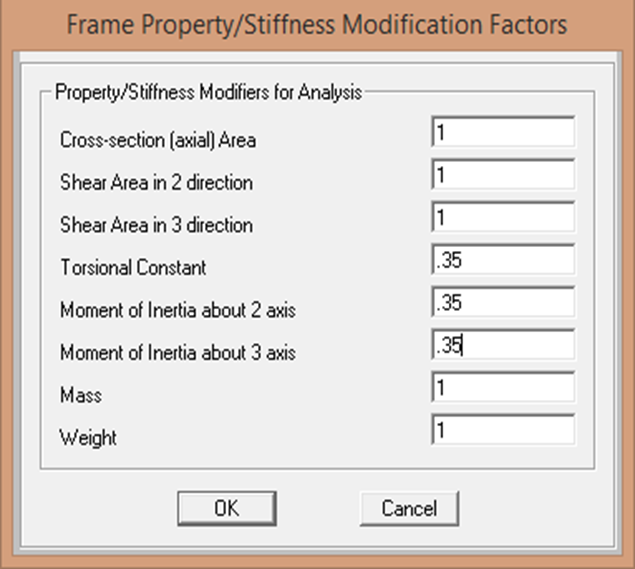 Frame Property/Stiffness Modification Factors
Property/Stiffness Modifiers for Analysis
Cross-section (axial) Area 1
Shear Area in 2 direction 1
Shear Area in 3 direction 1
Torsional Constant .35
Moment of Inertia about 2 axis .35
Moment of Inertia about 3 axis .35
Mass 1
Weight 1
OK Cancel